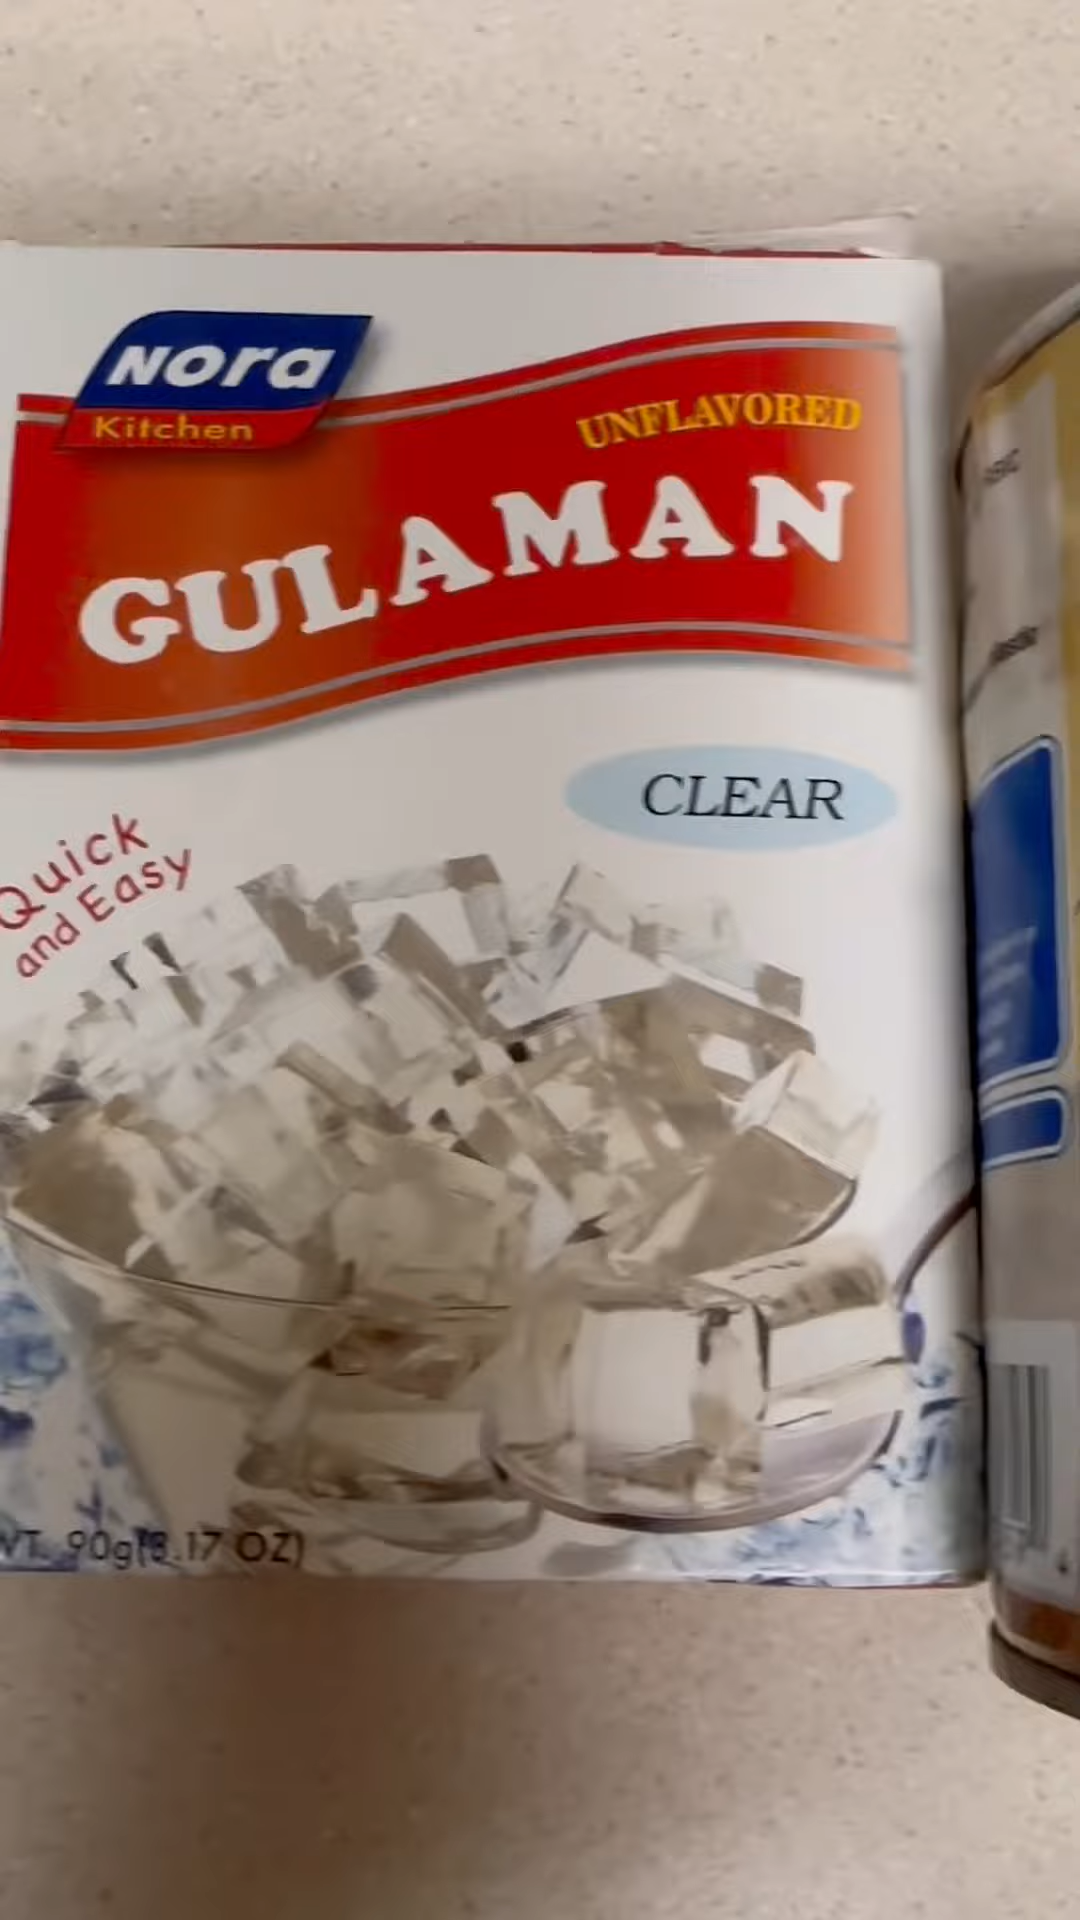 Nora
Kitchen
UNFLAVORED
GULAMAN
CLEAR
Quick
and Easy
WT. 90g(3.17 OZ)